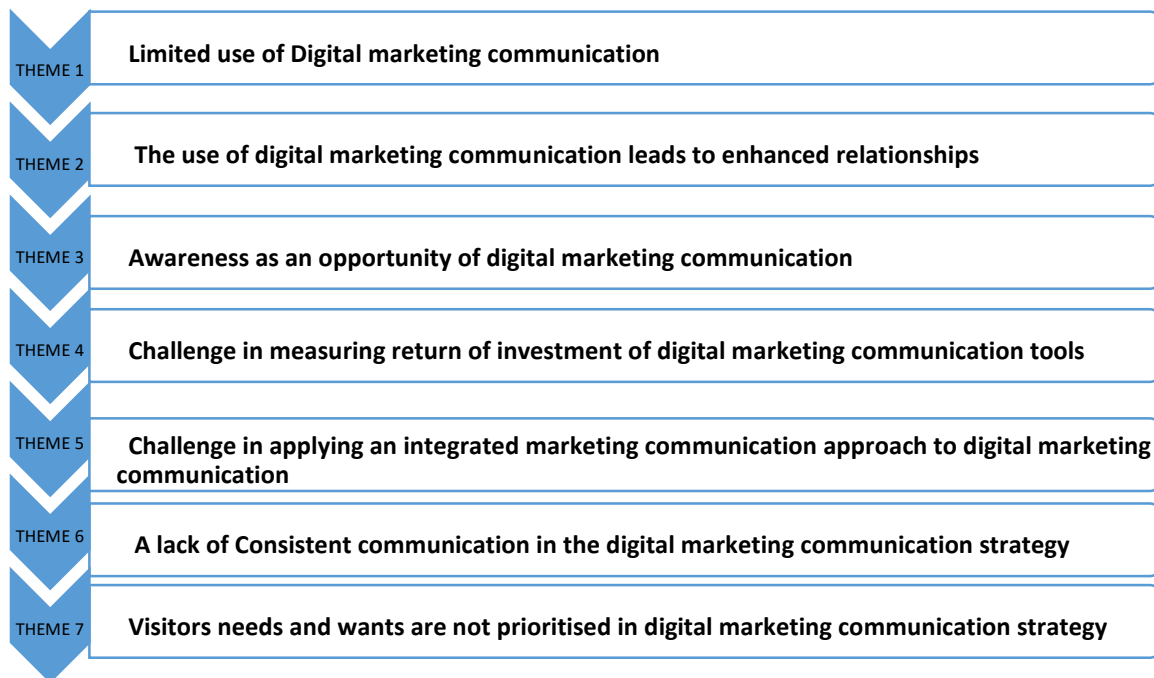 THEME 1
Limited use of Digital marketing communication
THEME 2
The use of digital marketing communication leads to enhanced relationships
THEME 3
Awareness as an opportunity of digital marketing communication
THEME 4
Challenge in measuring return of investment of digital marketing communication tools
THEME 5
Challenge in applying an integrated marketing communication approach to digital marketing
communication
THEME 6
A lack of Consistent communication in the digital marketing communication strategy
THEME 7
Visitors needs and wants are not prioritised in digital marketing communication strategy